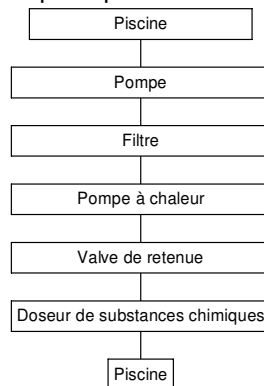 Piscine
Pompe
Filtre
Pompe à chaleur
Valve de retenue
Doseur de substances chimiques
Piscine